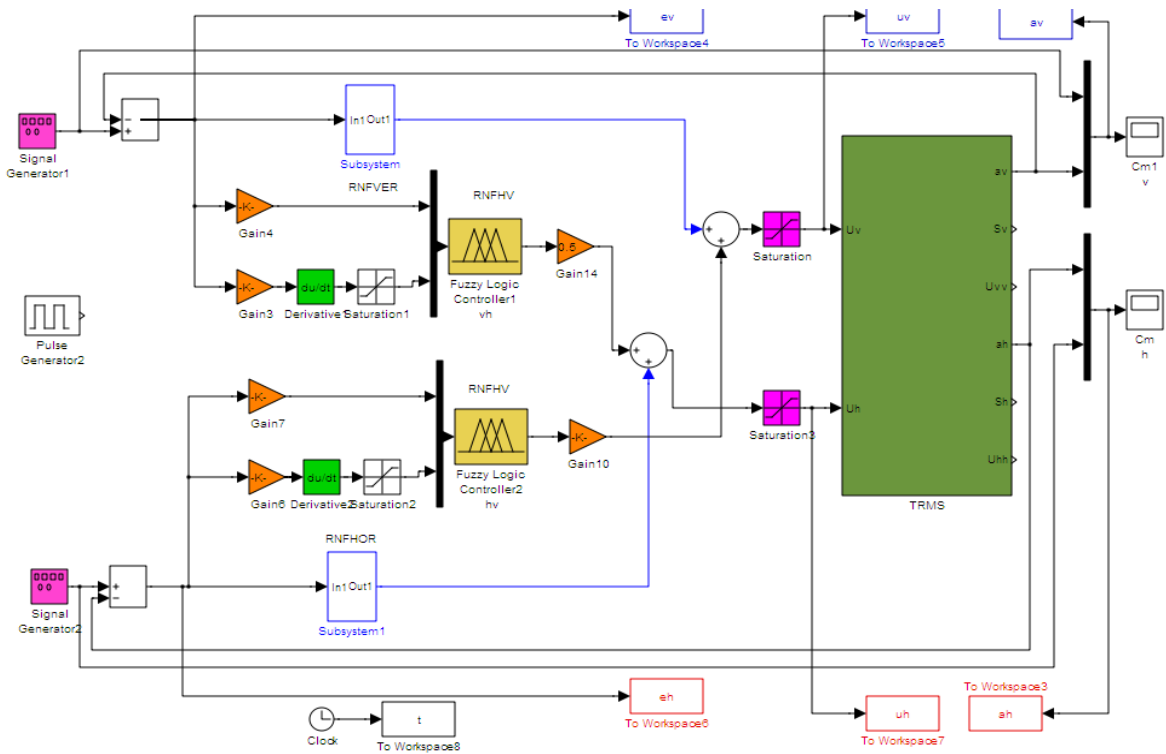 ev
To Workspace4
uv
To Workspace5
av
Signal
Generator1
−
+
In1 Out1
Subsystem
RNFVER
RNFHV
-K-
Gain4
-K-
Gain3
du/dt
Derivative1
Saturation1
Fuzzy Logic
Controller1
vh
0.5
Gain14
+
+
Saturation
Uv
av
Sv
Uvv
ah
Sh
Uhh
Uh
TRMS
Cm1
v
Cm
h
Pulse
Generator2
+
+
Saturation3
RNFHV
-K-
Gain7
-K-
Gain6
du/dt
Derivative2
Saturation2
Fuzzy Logic
Controller2
hv
-K-
Gain10
RNFHOR
In1 Out1
Subsystem1
Signal
Generator2
+
−
Clock
t
To Workspace8
eh
To Workspace6
uh
To Workspace7
To Workspace3
ah